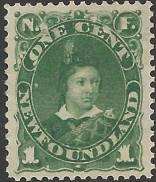 N. F.
ONE CENT
NEWFOUNDLAND
1 1